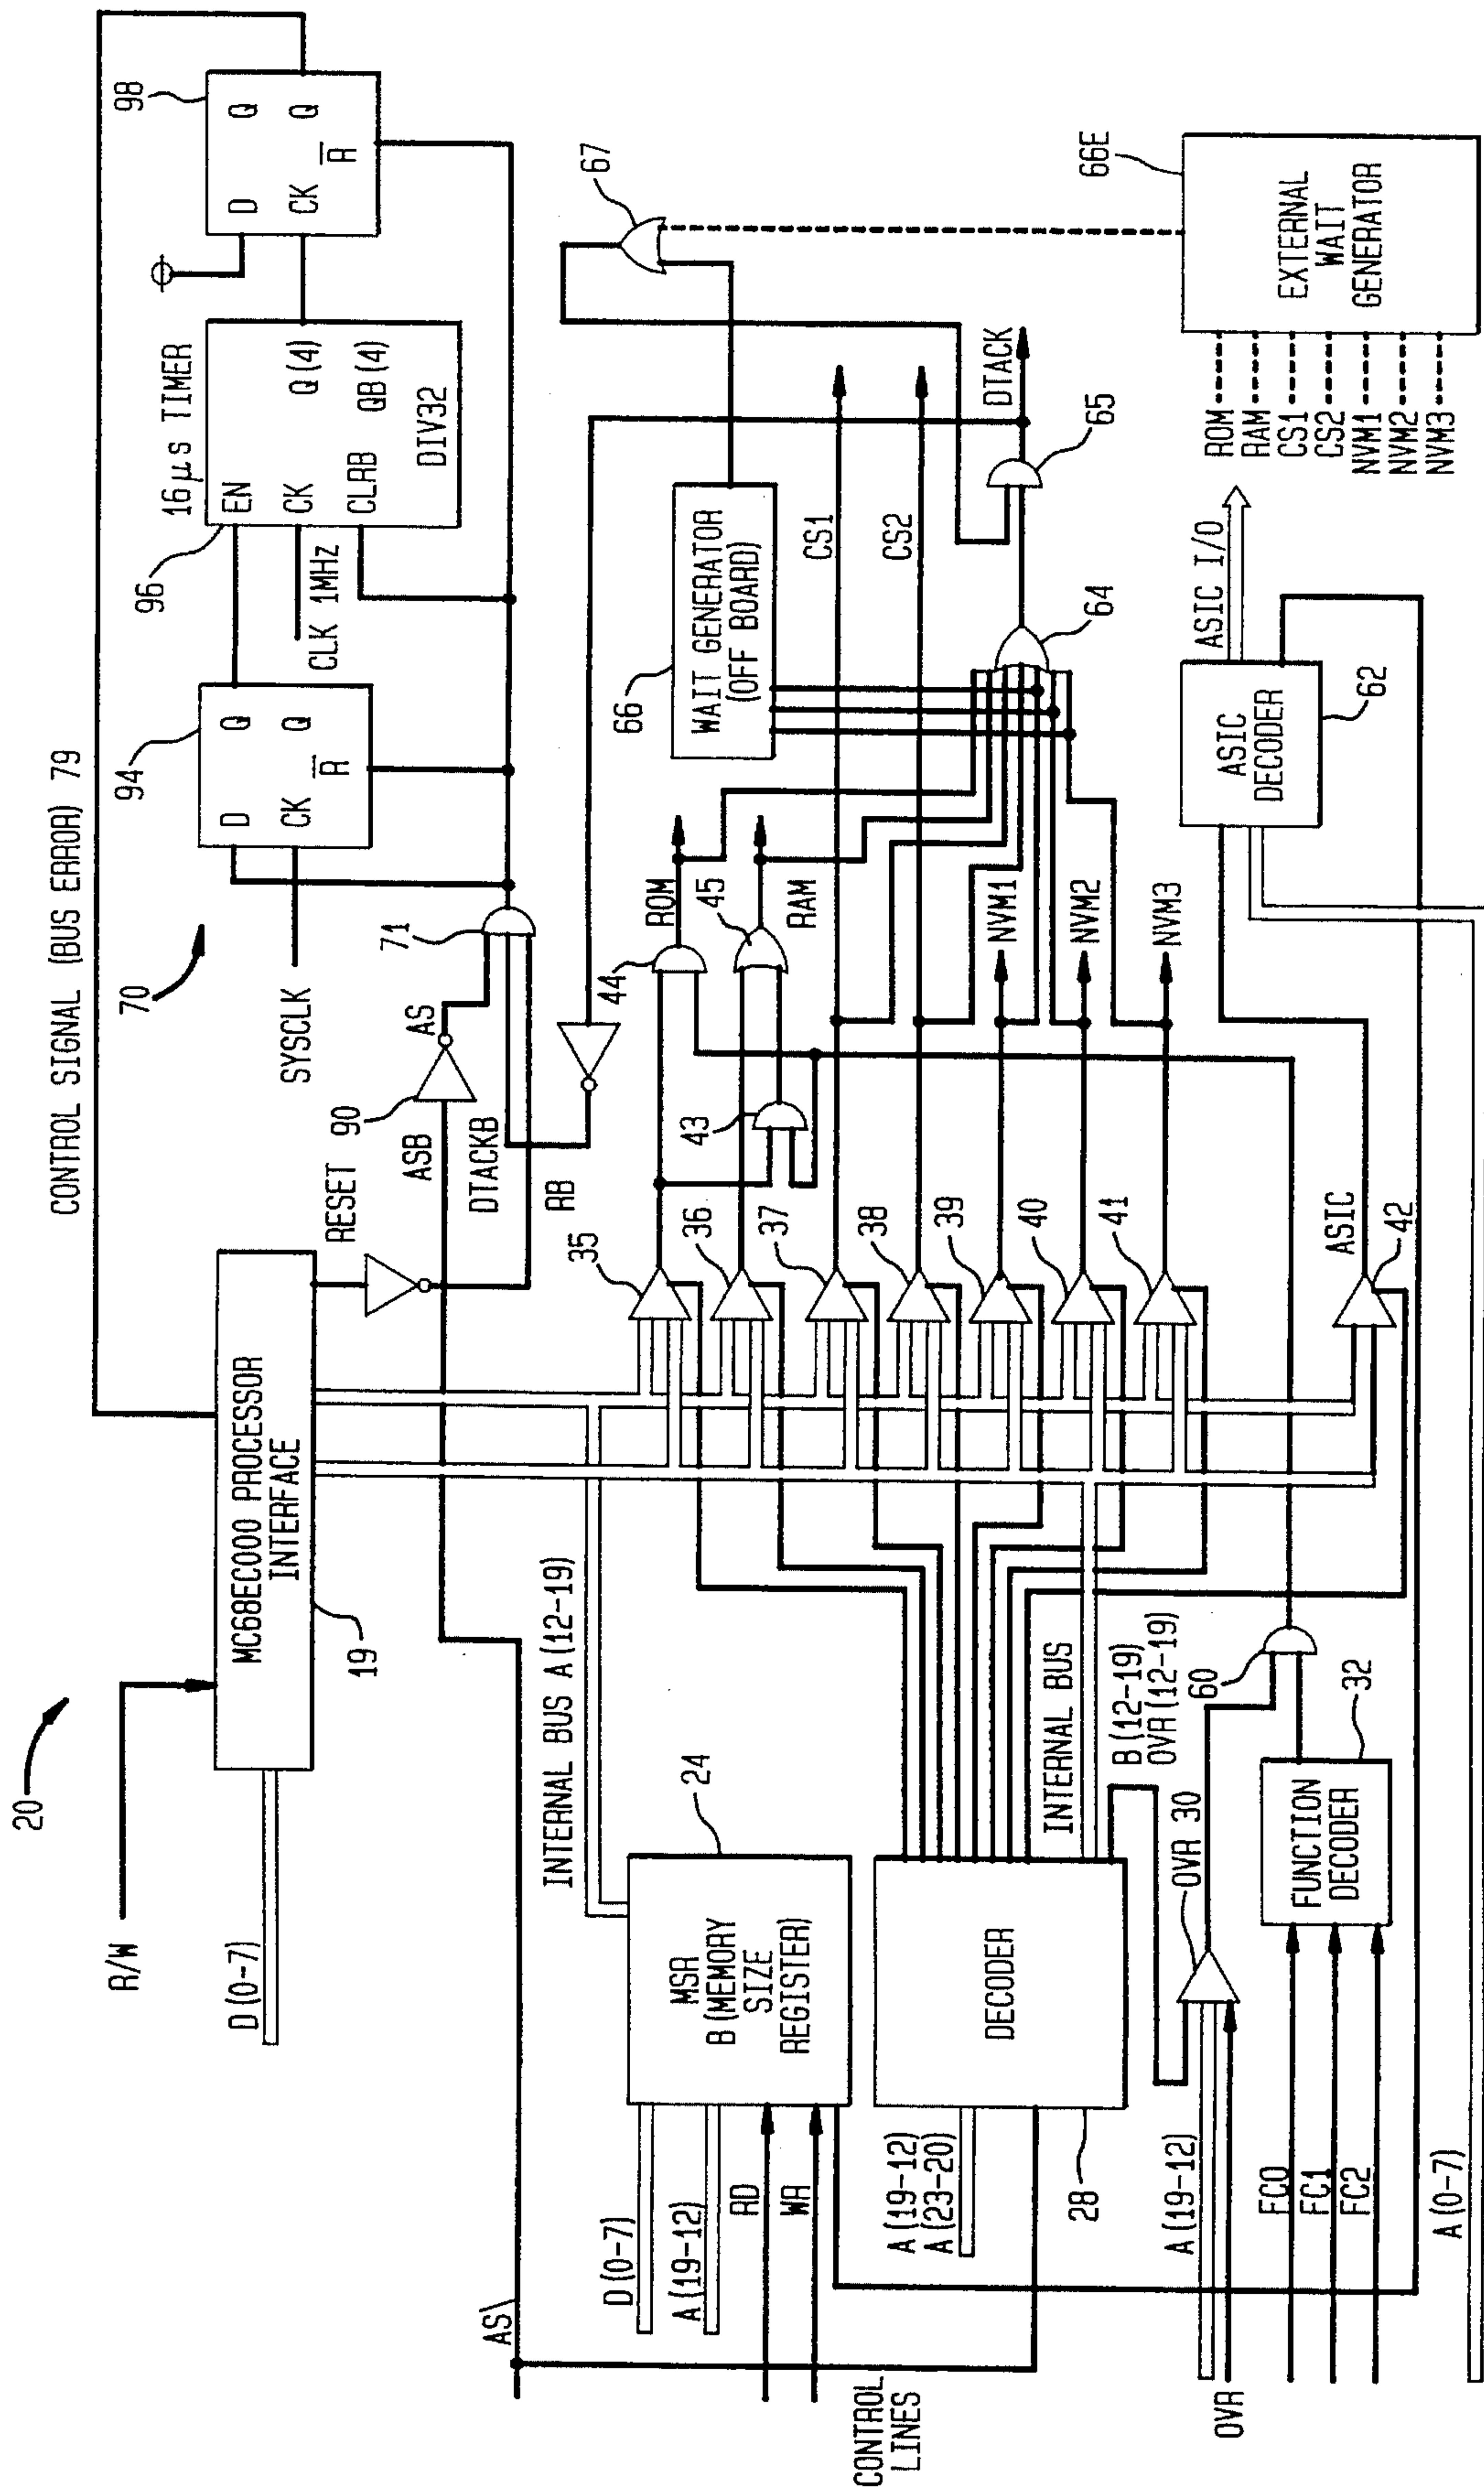 20
R/W
D(0-7)
MC68EC000 PROCESSOR
INTERFACE
19
CONTROL SIGNAL (BUS ERROR) 79
RESET
70
SYSCLK
94
D
Q
CK
Q
R
96
16μs TIMER
EN
CK
CLRB
Q(4)
QB(4)
DIV32
CLK 1MHz
98
D
Q
CK
Q
R
AS\
ASB
90
AS
71
DTACKB
RB
INTERNAL BUS A(12-19)
24
MSR
B(MEMORY
SIZE
REGISTER)
D(0-7)
A(19-12)
RD
WR
CONTROL
LINES
DECODER
A(19-12)
A(23-20)
28
INTERNAL BUS
B(12-19)
OVR(12-19)
35
36
37
38
39
40
41
ASIC
42
43
44
45
ROM
RAM
CS1
CS2
NVM1
NVM2
NVM3
66
WAIT GENERATOR
(OFF BOARD)
64
65
DTACK
67
66E
EXTERNAL
WAIT
GENERATOR
ROM
RAM
CS1
CS2
NVM1
NVM2
NVM3
ASIC
DECODER
62
ASIC I/O
A(19-12)
OVR
OVR 30
60
FUNCTION
DECODER
32
FC0
FC1
FC2
A(0-7)